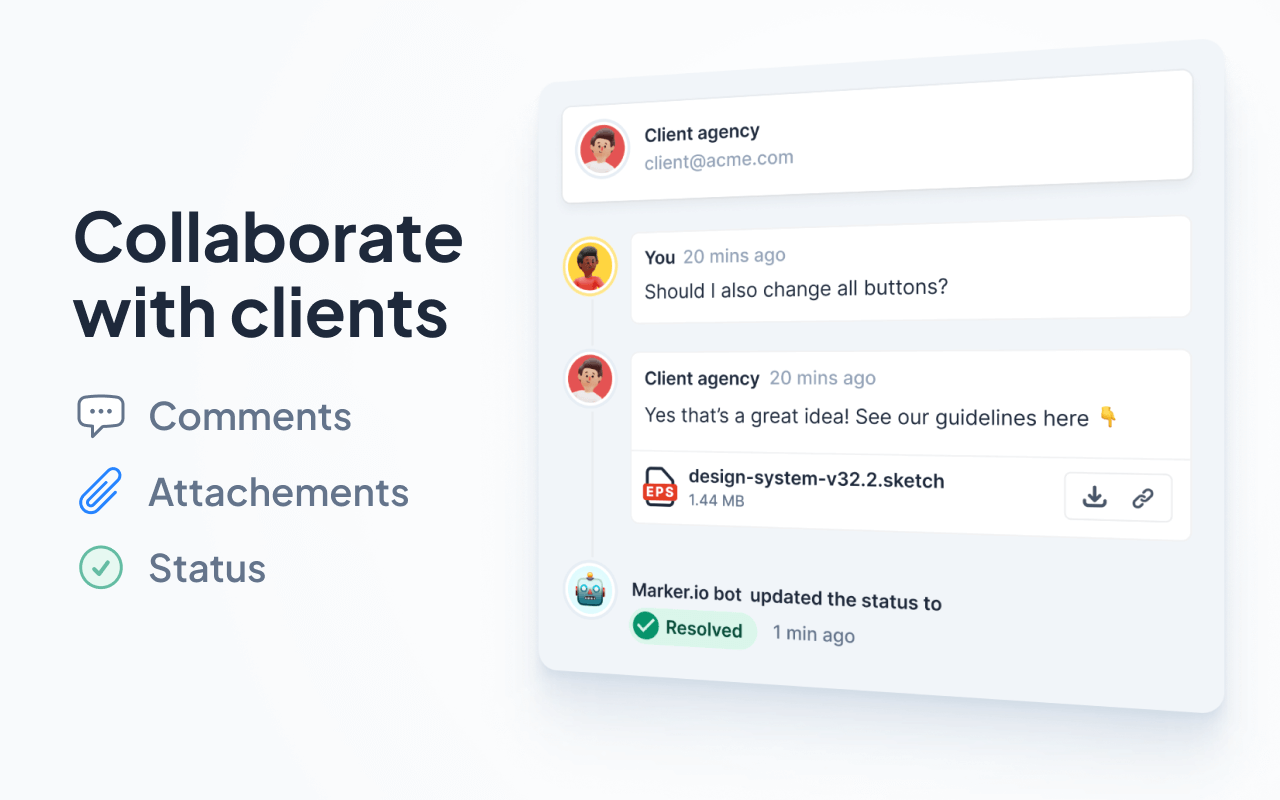 Collaborate
with clients
Comments
Attachements
Status
Client agency
client@acme.com
You 20 mins ago
Should I also change all buttons?
Client agency 20 mins ago
Yes that's a great idea! See our guidelines here 👇
EPS
design-system-v32.2.sketch
1.44 MB
Marker.io bot updated the status to
Resolved 1 min ago